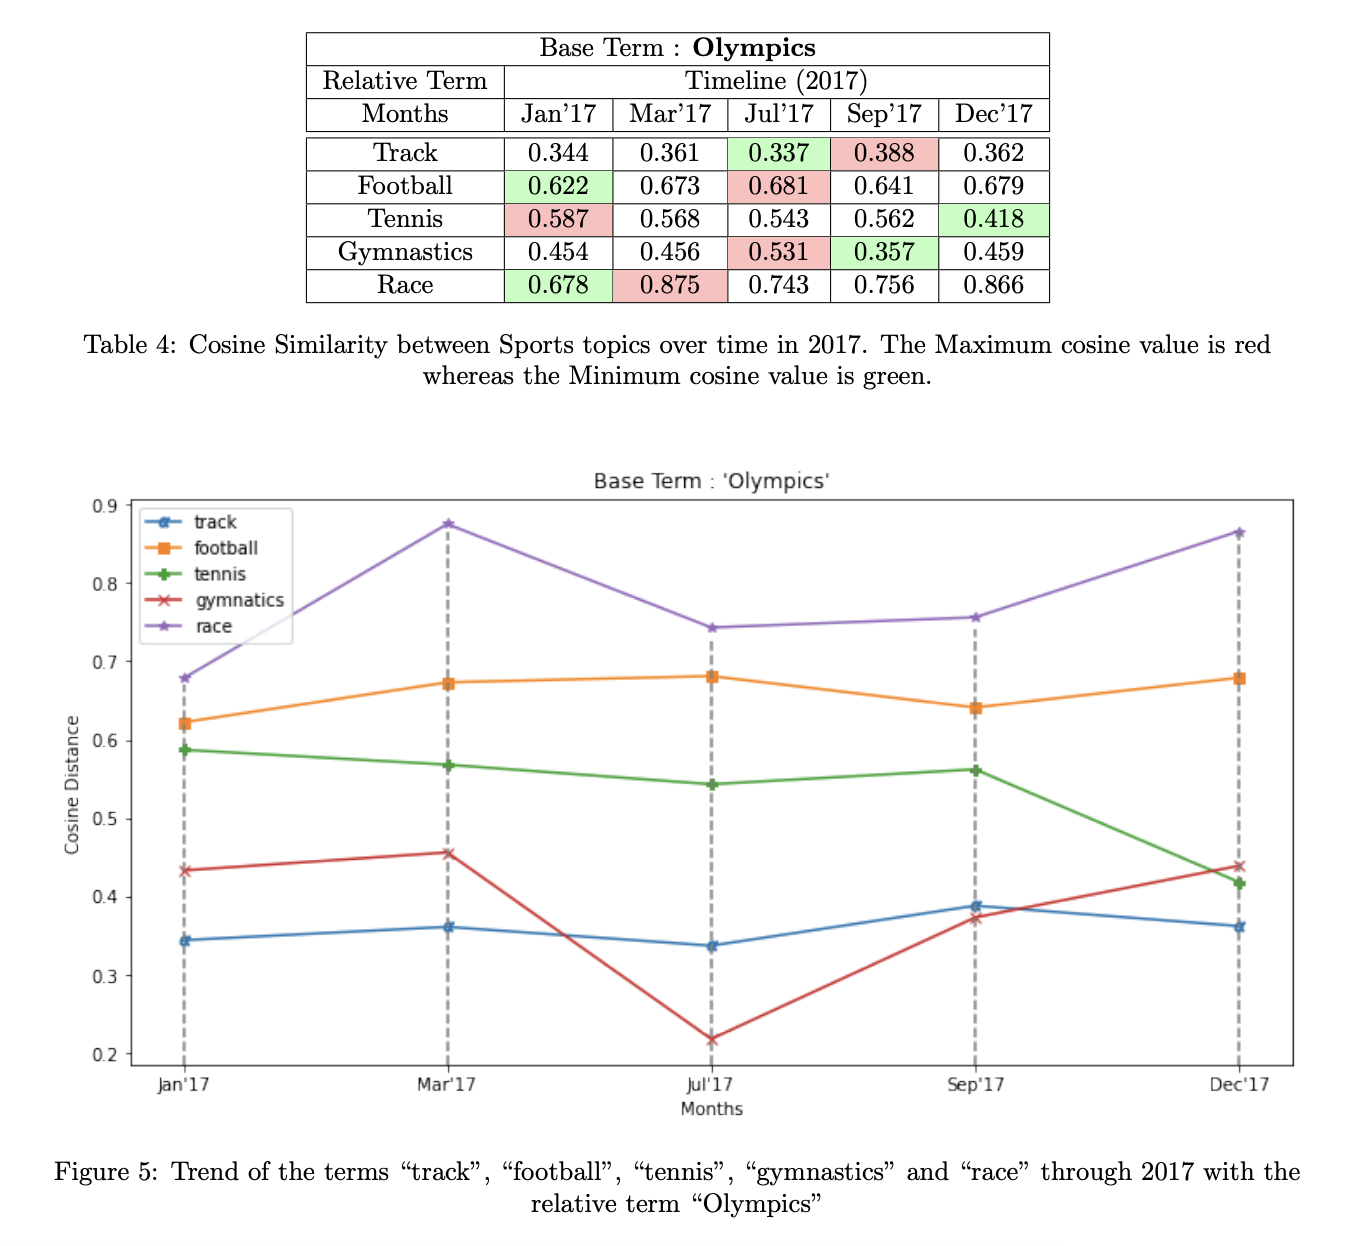 Base Term : Olympics
Relative Term Timeline (2017)
Months Jan’17 Mar’17 Jul’17 Sep’17 Dec’17
Track 0.344 0.361 0.337 0.388 0.362
Football 0.622 0.673 0.681 0.641 0.679
Tennis 0.587 0.568 0.543 0.562 0.418
Gymnastics 0.454 0.456 0.531 0.357 0.459
Race 0.678 0.875 0.743 0.756 0.866
Table 4: Cosine Similarity between Sports topics over time in 2017. The Maximum cosine value is red
whereas the Minimum cosine value is green.
Base Term : 'Olympics'
track
football
tennis
gymnatics
race
Cosine Distance
0.9
0.8
0.7
0.6
0.5
0.4
0.3
0.2
Jan'17 Mar'17 Jul'17 Sep'17 Dec'17
Months
Figure 5: Trend of the terms “track”, “football”, “tennis”, “gymnastics” and “race” through 2017 with the
relative term “Olympics”